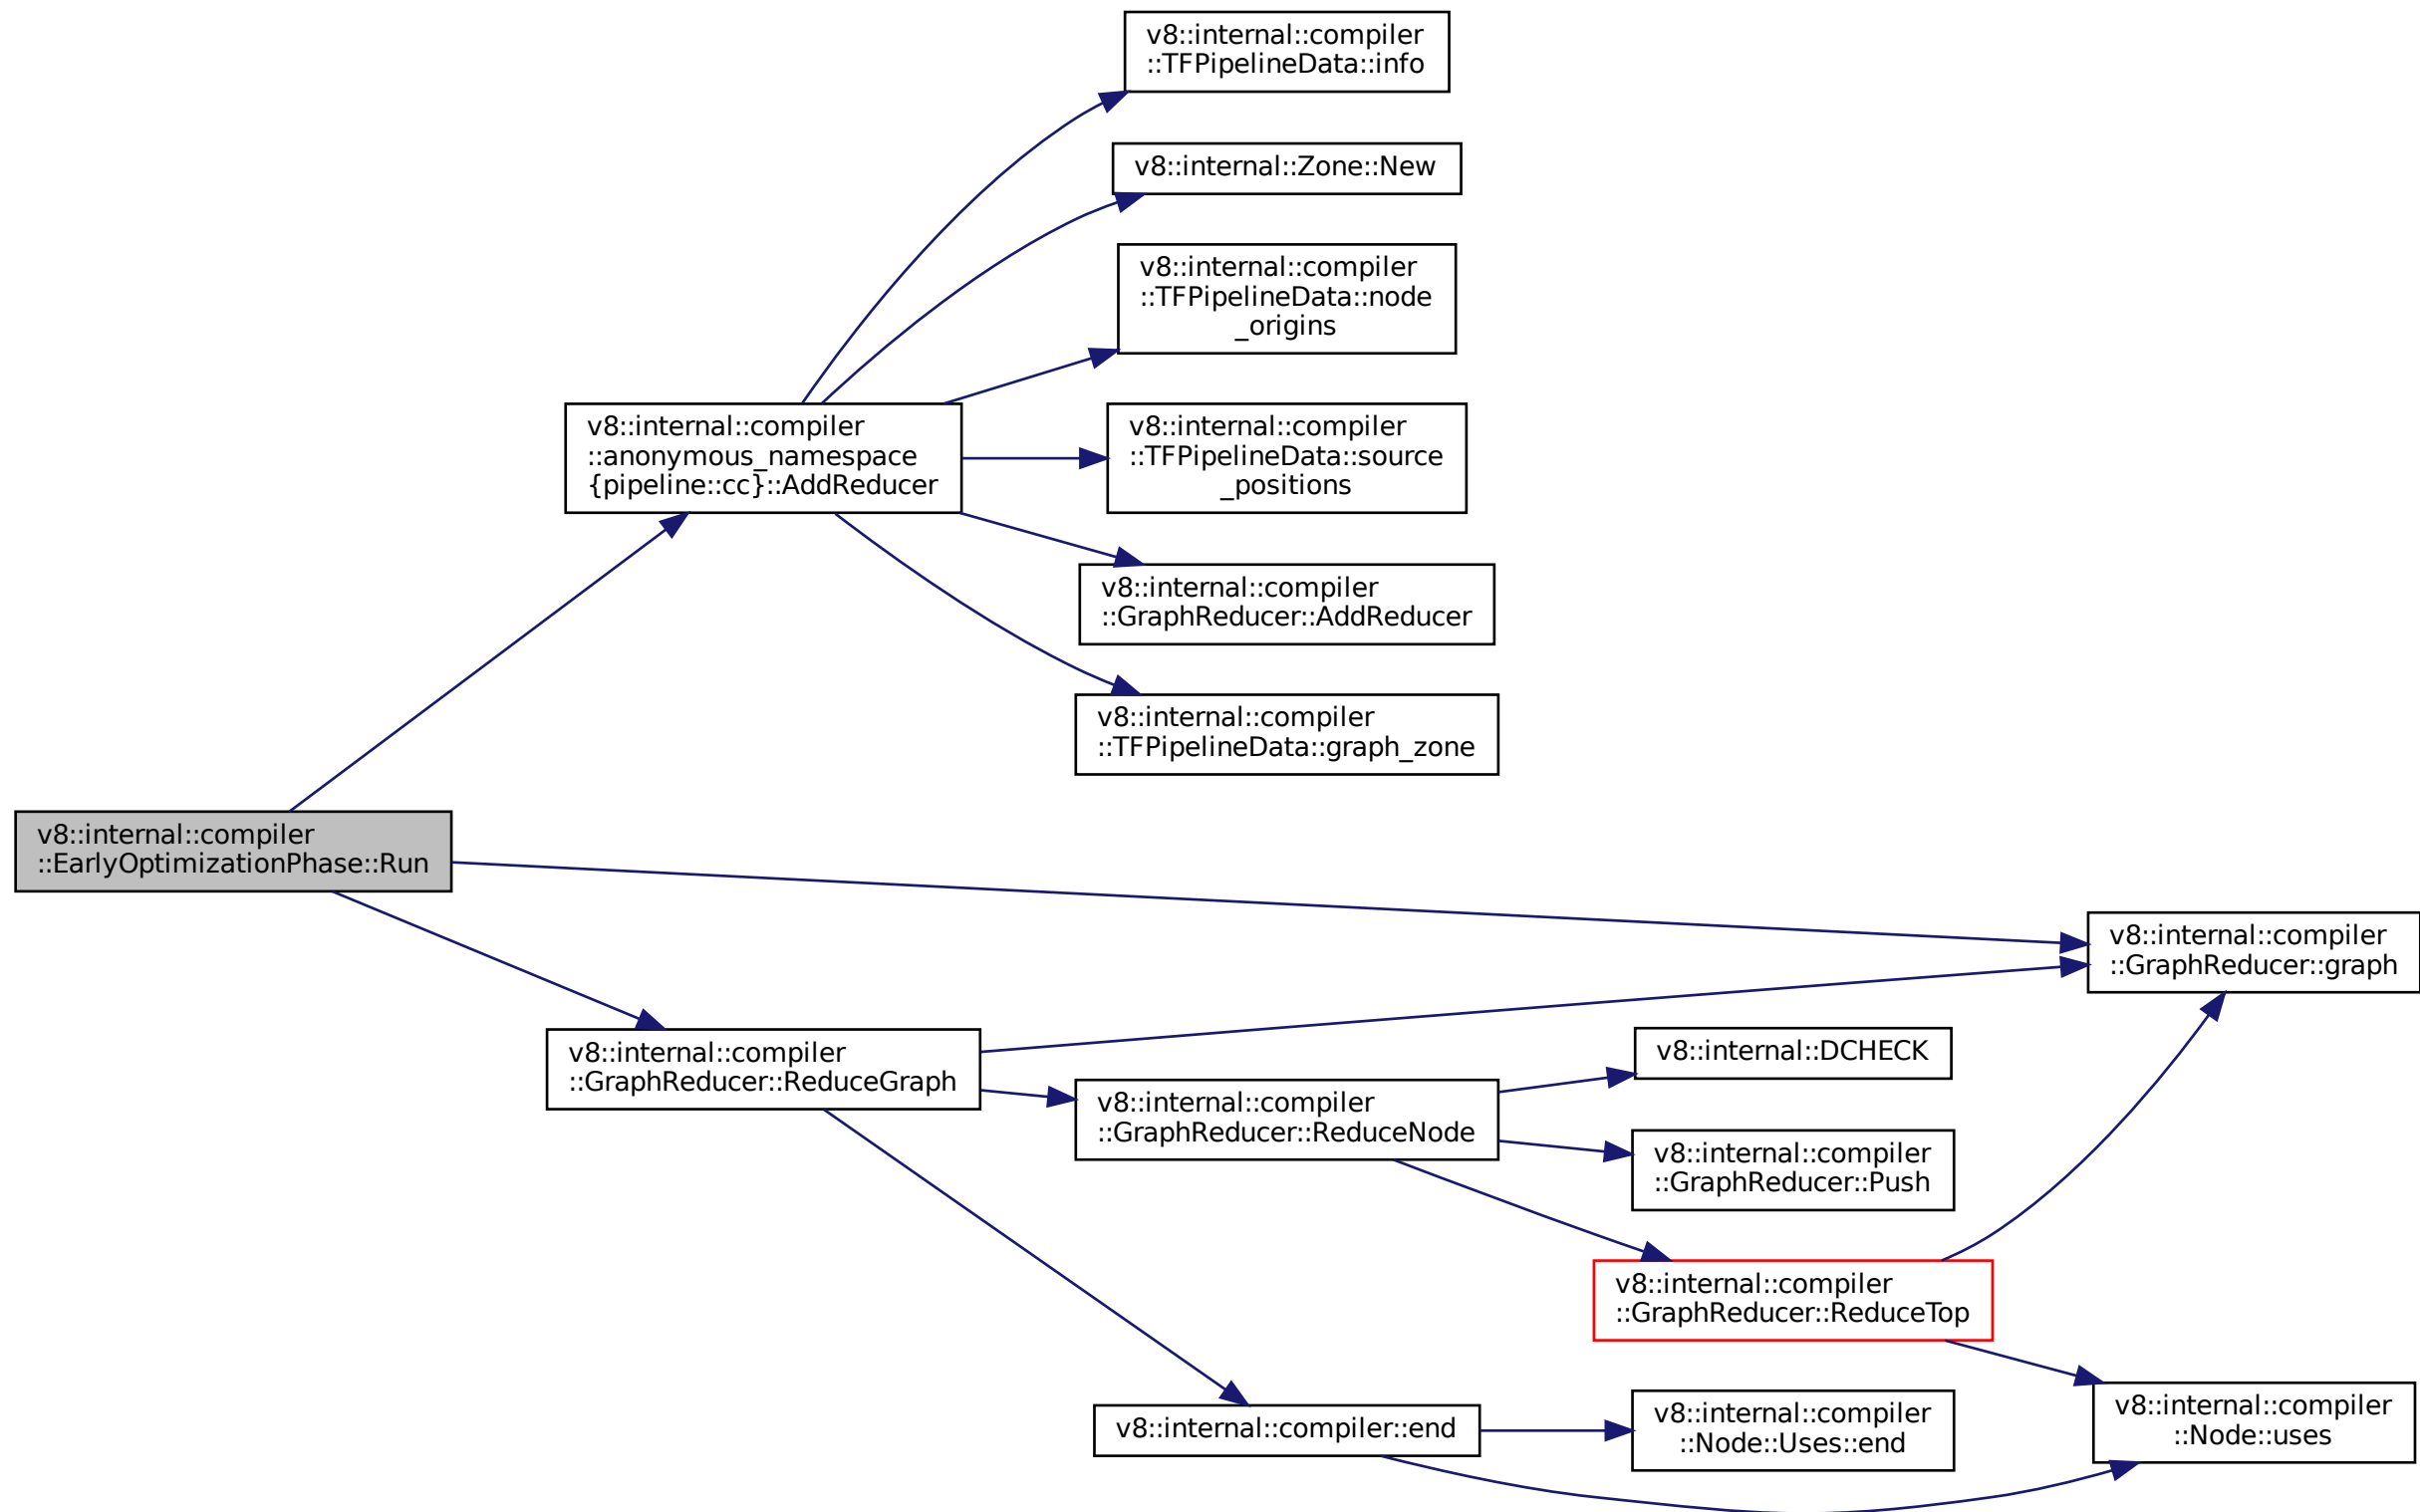 v8::internal::compiler
::TFPipelineData::info
v8::internal::Zone::New
v8::internal::compiler
::TFPipelineData::node
_origins
v8::internal::compiler
::anonymous_namespace
{pipeline::cc}::AddReducer
v8::internal::compiler
::TFPipelineData::source
_positions
v8::internal::compiler
::GraphReducer::AddReducer
v8::internal::compiler
::TFPipelineData::graph_zone
v8::internal::compiler
::EarlyOptimizationPhase::Run
v8::internal::compiler
::GraphReducer::graph
v8::internal::compiler
::GraphReducer::ReduceGraph
v8::internal::DCHECK
v8::internal::compiler
::GraphReducer::ReduceNode
v8::internal::compiler
::GraphReducer::Push
v8::internal::compiler
::GraphReducer::ReduceTop
v8::internal::compiler::end
v8::internal::compiler
::Node::Uses::end
v8::internal::compiler
::Node::uses